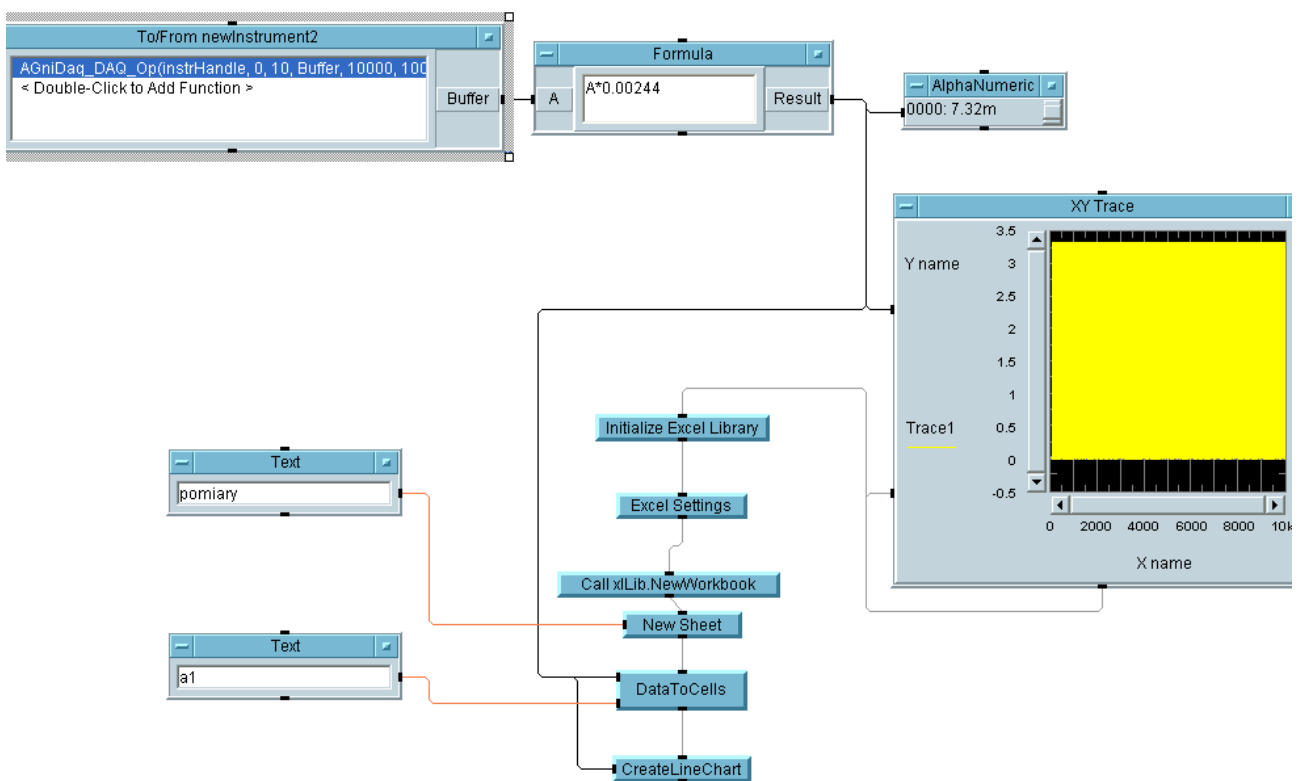 To/From newInstrument2
AGniDaq_DAQ_Op(instrHandle, 0, 10, Buffer, 10000, 100
< Double-Click to Add Function >
Buffer
Formula
A
A*0.00244
Result
AlphaNumeric
0000: 7.32m
XY Trace
Y name
3.5
3
2.5
2
1.5
1
0.5
0
-0.5
Trace1
0 2000 4000 6000 8000 10k
X name
Initialize Excel Library
Text
pomiary
Excel Settings
Call xlLib.NewWorkbook
New Sheet
Text
a1
DataToCells
CreateLineChart